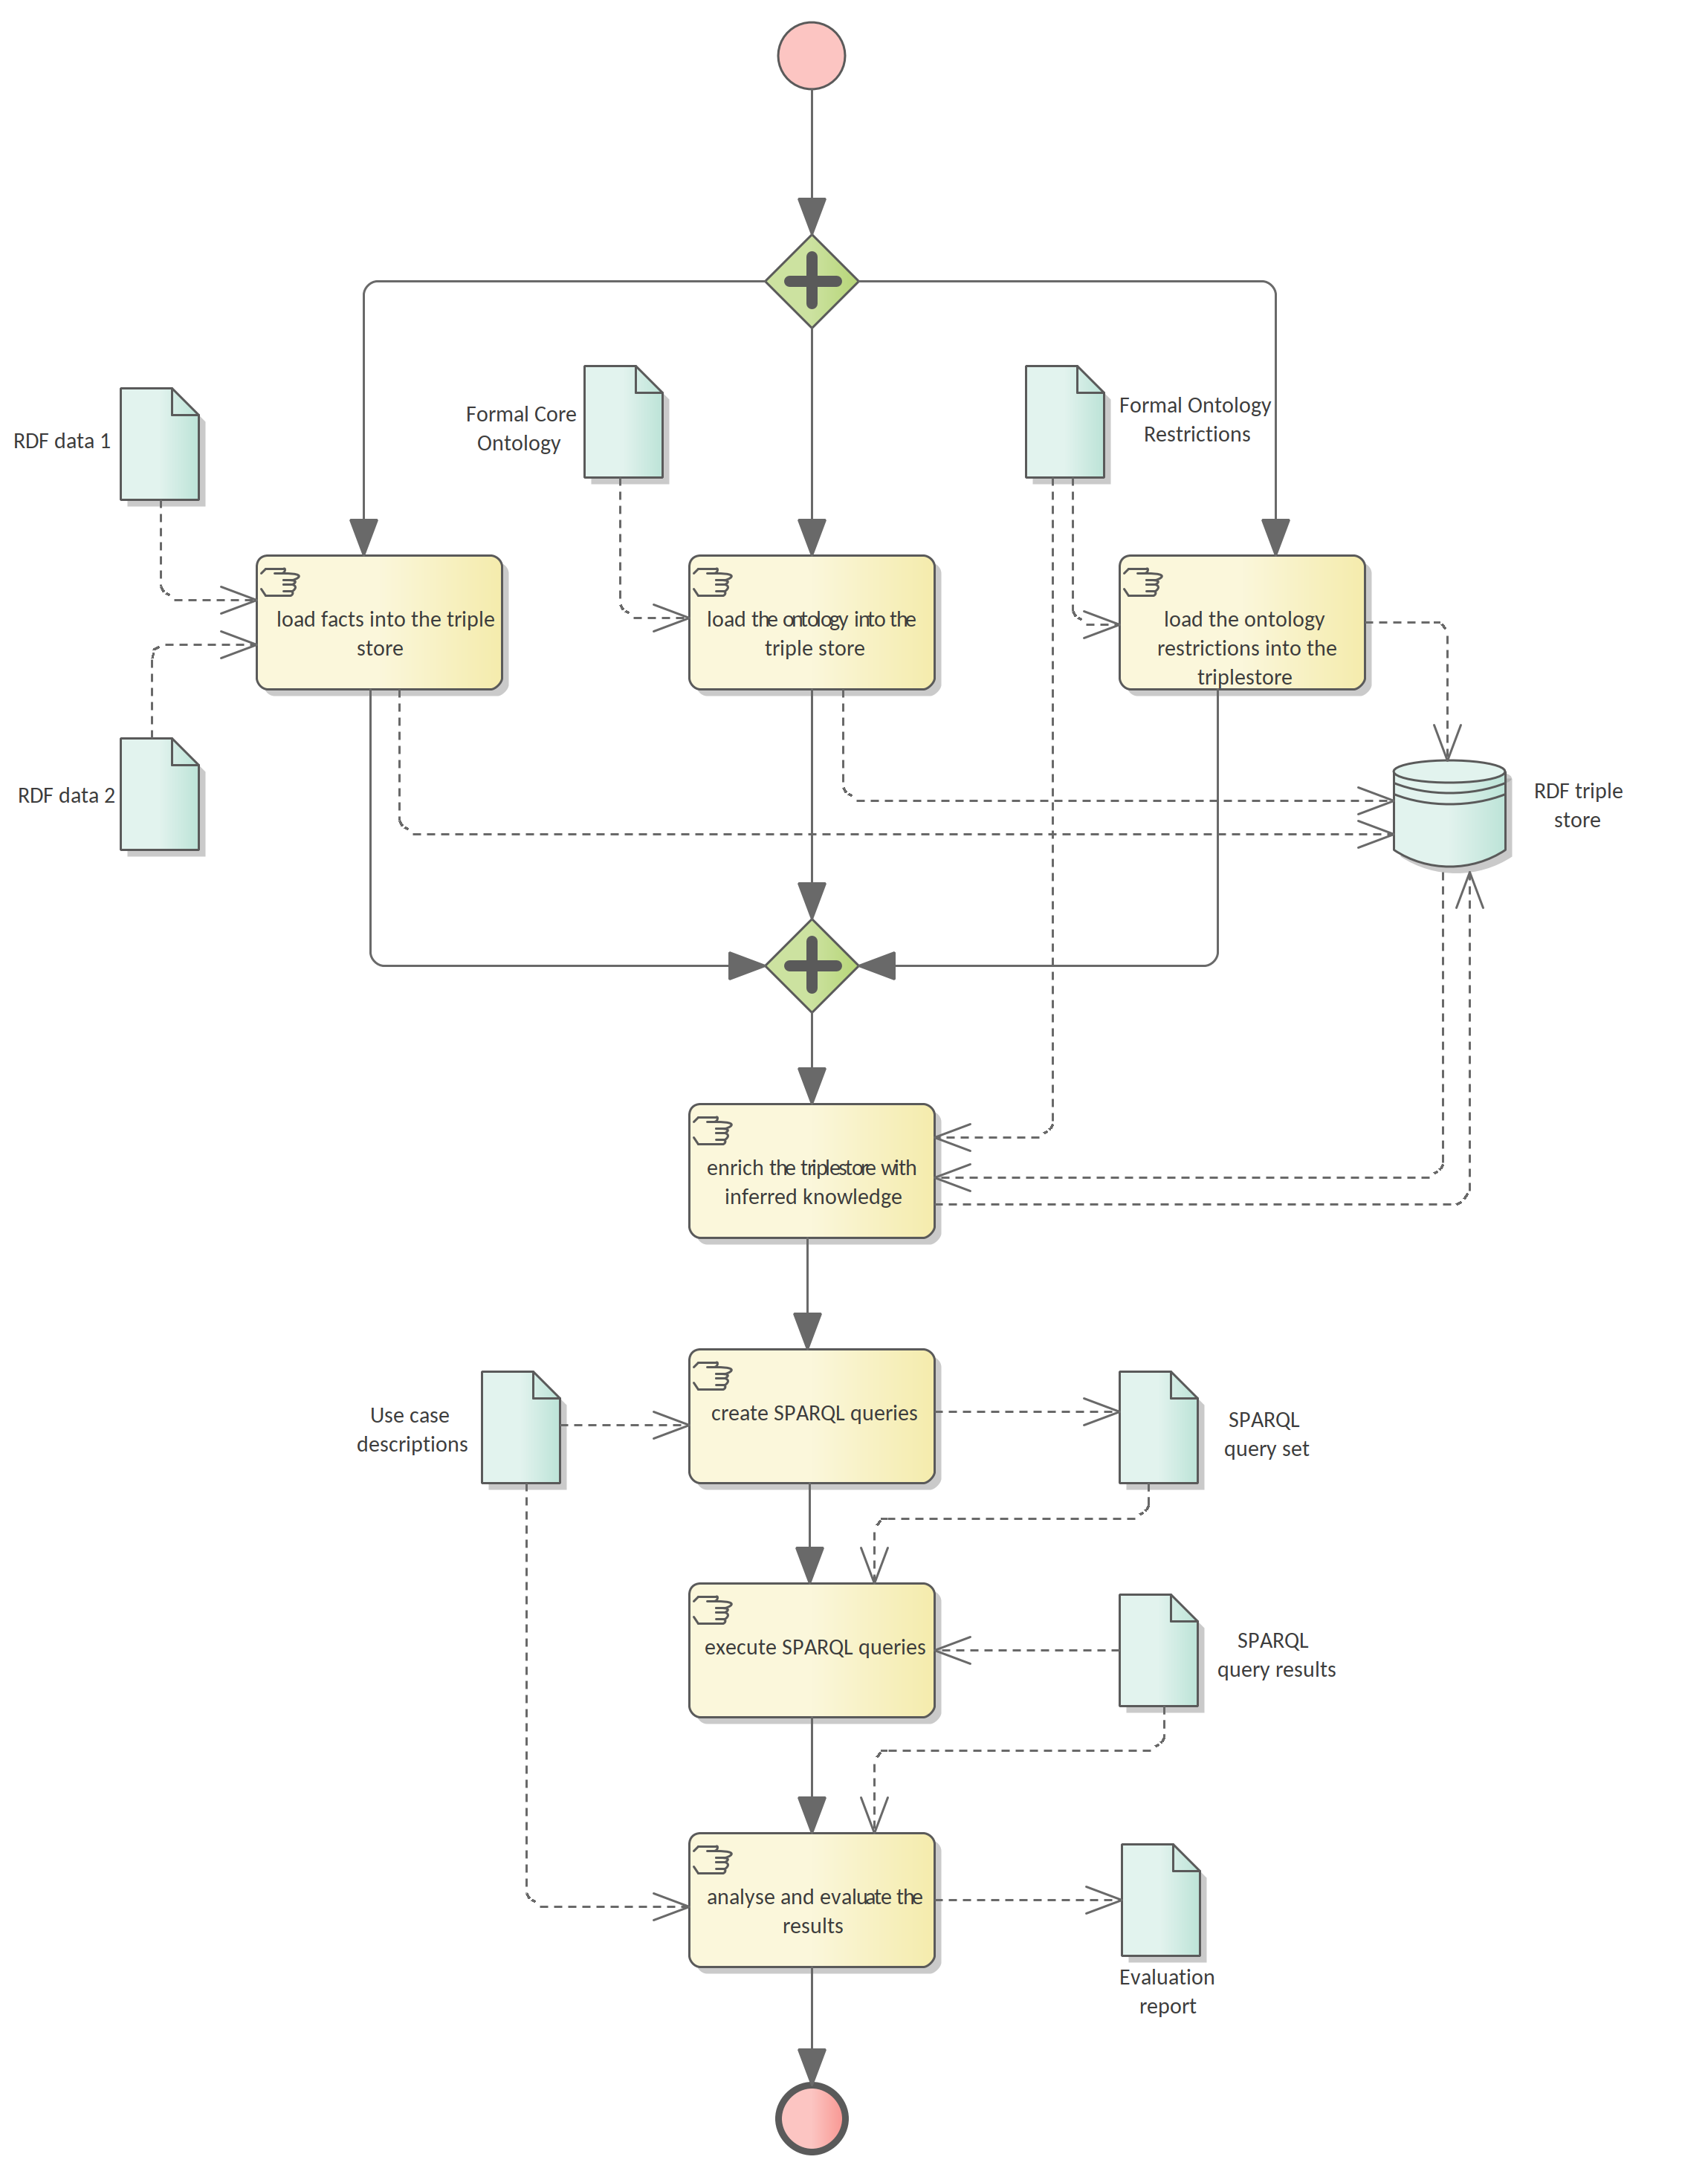 Formal Core
Ontology
Formal Ontology
Restrictions
RDF data 1
load facts into the triple
store
load the ontology into the
triple store
load the ontology
restrictions into the
triplestore
RDF data 2
RDF triple
store
enrich the triplestore with
inferred knowledge
Use case
descriptions
create SPARQL queries
SPARQL
query set
execute SPARQL queries
SPARQL
query results
analyse and evaluate the
results
Evaluation
report